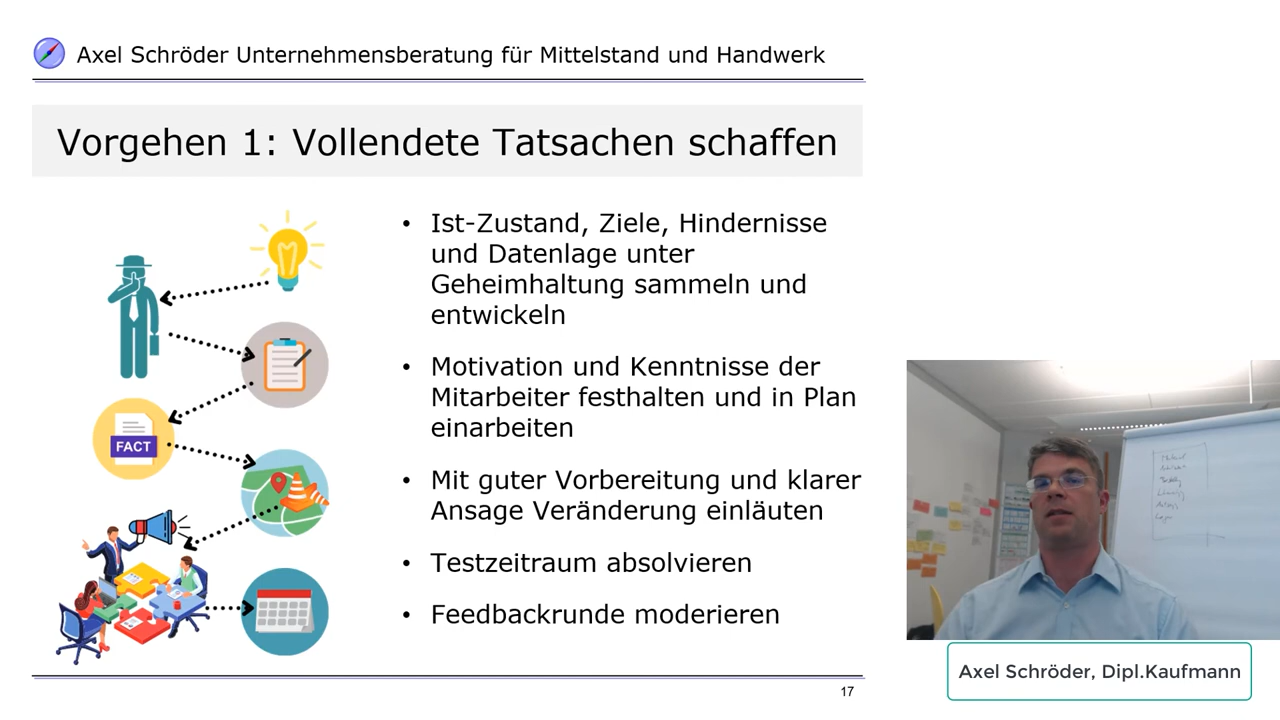 Axel Schröder Unternehmensberatung für Mittelstand und Handwerk
Vorgehen 1: Vollendete Tatsachen schaffen
• Ist-Zustand, Ziele, Hindernisse
und Datenlage unter
Geheimhaltung sammeln und
entwickeln
• Motivation und Kenntnisse der
Mitarbeiter festhalten und in Plan
einarbeiten
• Mit guter Vorbereitung und klarer
Ansage Veränderung einläuten
• Testzeitraum absolvieren
• Feedbackrunde moderieren
FACT
17
Axel Schröder, Dipl.Kaufmann